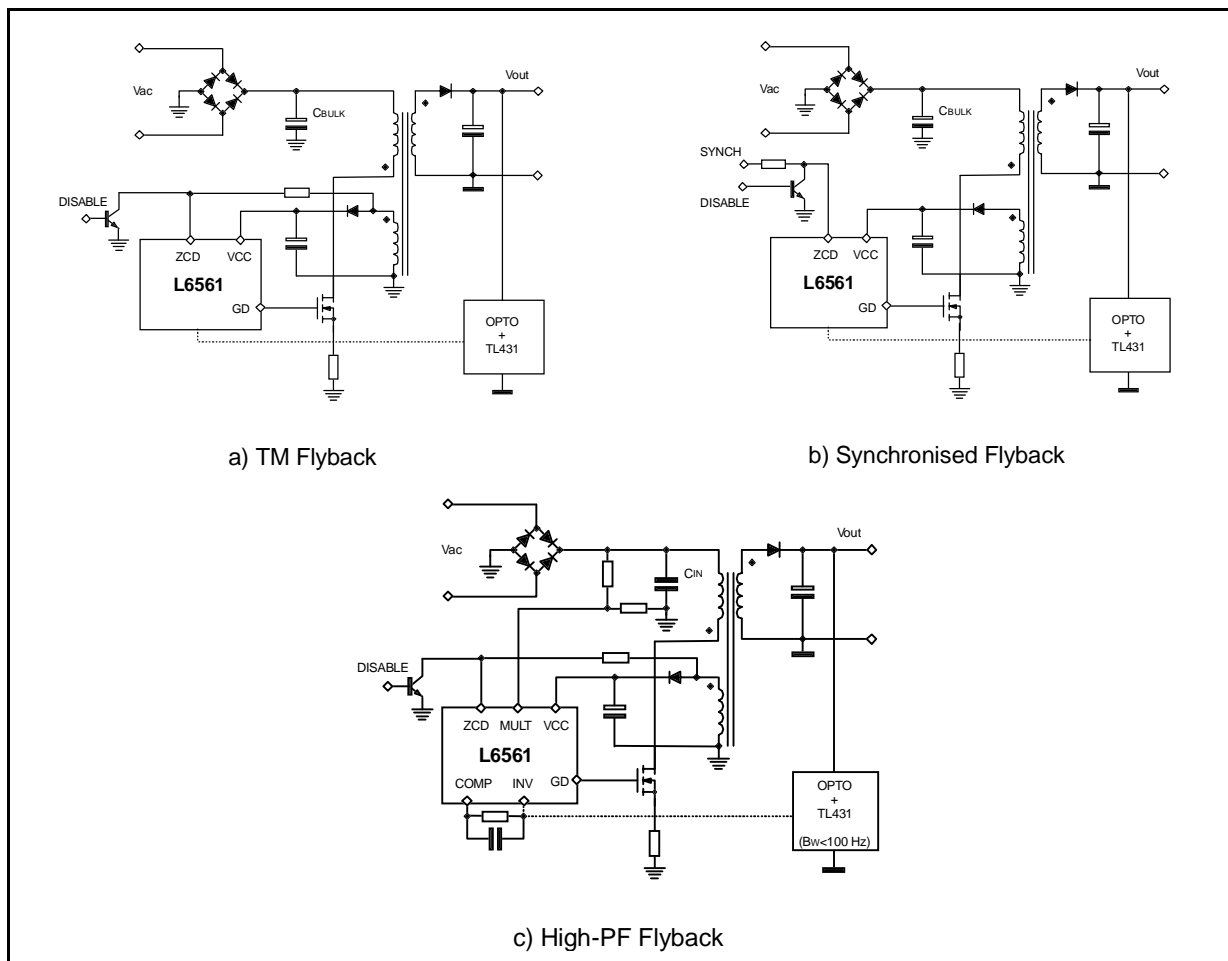 Vac
CBULK
Vout
DISABLE
ZCD VCC
L6561
GD
OPTO
+
TL431
a) TM Flyback
Vac
CBULK
Vout
SYNCH
DISABLE
ZCD VCC
L6561
GD
OPTO
+
TL431
b) Synchronised Flyback
Vac
CIN
Vout
DISABLE
ZCD MULT VCC
L6561
COMP INV GD
OPTO
+
TL431
(BW<100 Hz)
c) High-PF Flyback